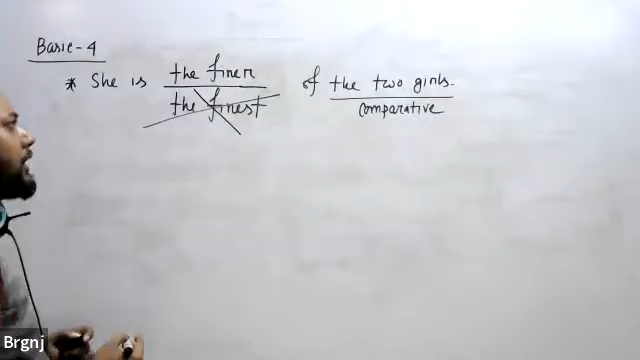 Basic-4
* She is the finer of the two girls.
the finest comparative
Brgnj